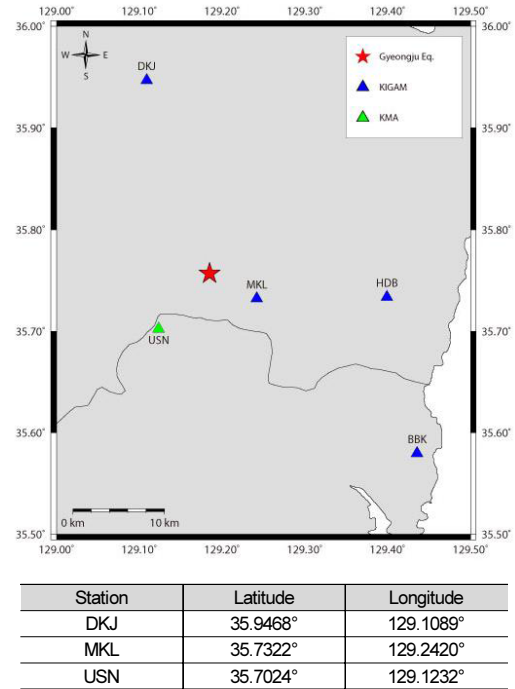 129.00 129.10 129.20 129.30 129.40 129.50
36.00°
35.90°
35.80°
35.70°
35.60°
35.50°
N
W E
S
Gyeongju Eq.
KIGAM
KMA
DKJ
MKL
HDB
USN
BBK
0 km 10 km
36.00°
35.90°
35.80°
35.70°
35.60°
35.50°
129.00 129.10 129.20 129.30 129.40 129.50
Station Latitude Longitude
DKJ 35.9468° 129.1089°
MKL 35.7322° 129.2420°
USN 35.7024° 129.1232°